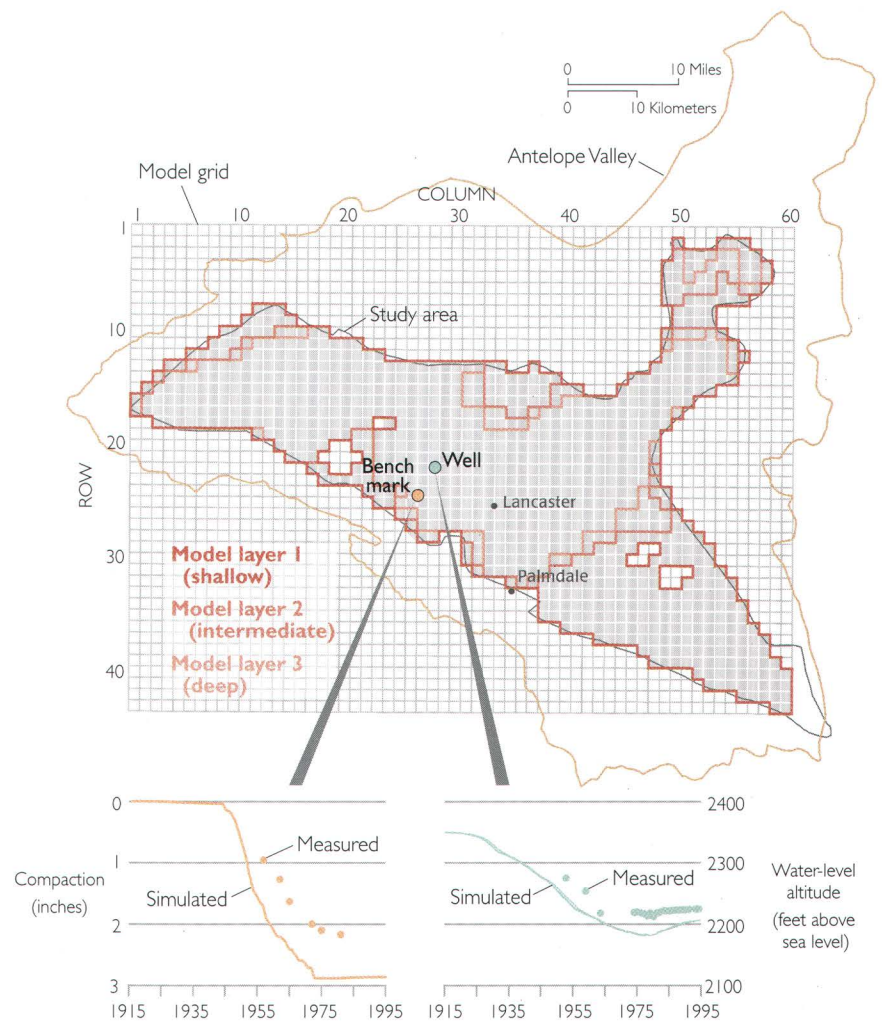 0 10 Miles
0 10 Kilometers
Antelope Valley
Model grid
COLUMN
1 10 20 30 40 50 60
1
Study area
10
20
Bench
mark
Well
ROW
Lancaster
30
Model layer 1
(shallow)
Palmdale
Model layer 2
(intermediate)
Model layer 3
(deep)
40
0
Measured
1
Compaction
(inches)
Simulated
2
3
1915 1935 1955 1975 1995
2400
2300
Simulated
Measured
Water-level
altitude
(feet above
sea level)
2200
2100
1915 1935 1955 1975 1995